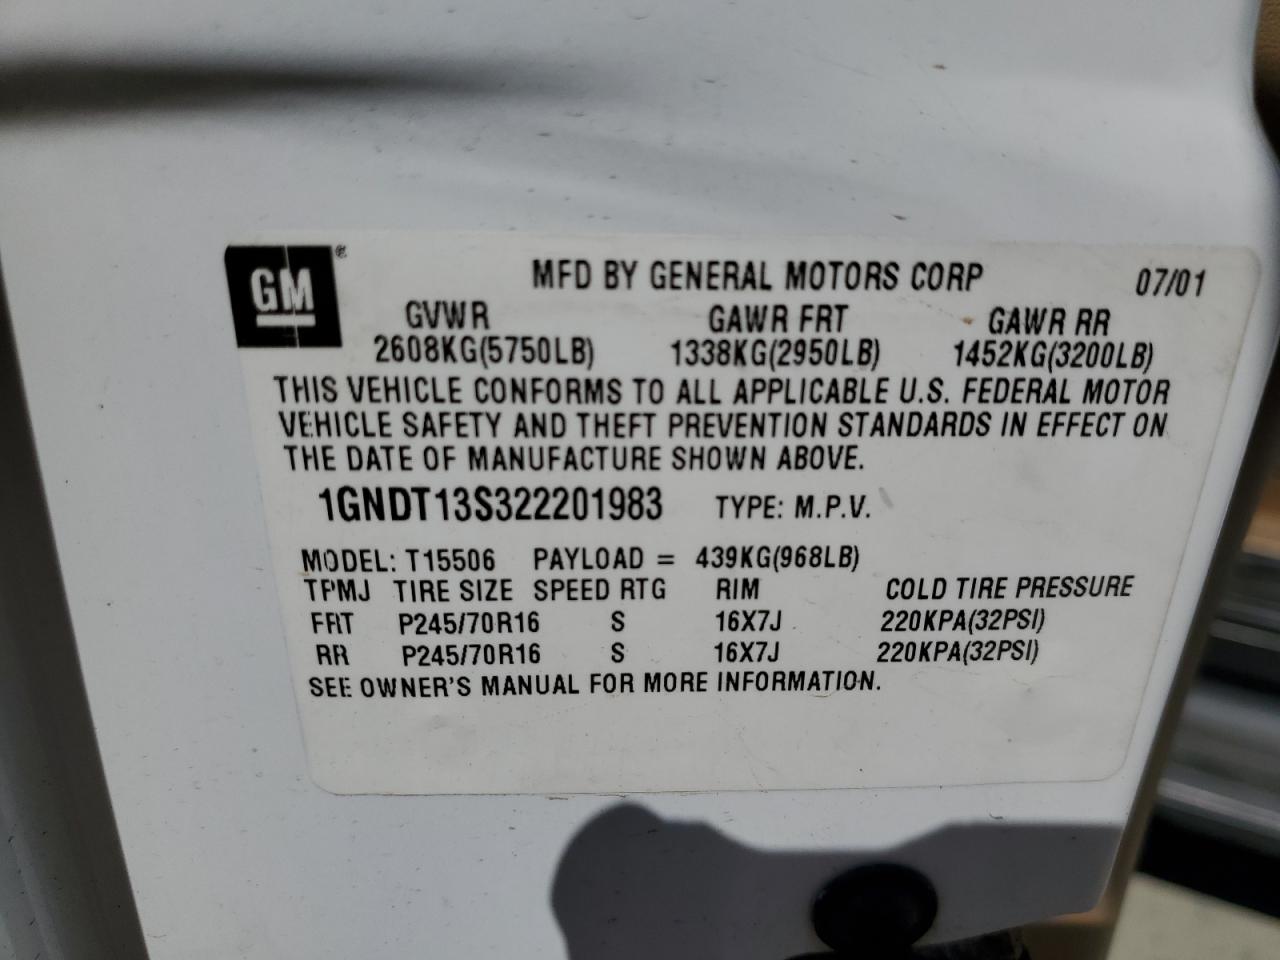 GM®
MFD BY GENERAL MOTORS CORP 07/01
GVWR GAWR FRT GAWR RR
2608KG(5750LB) 1338KG(2950LB) 1452KG(3200LB)
THIS VEHICLE CONFORMS TO ALL APPLICABLE U.S. FEDERAL MOTOR
VEHICLE SAFETY AND THEFT PREVENTION STANDARDS IN EFFECT ON
THE DATE OF MANUFACTURE SHOWN ABOVE.
1GNDT13S322201983 TYPE: M.P.V.
MODEL: T15506 PAYLOAD = 439KG(968LB)
TPMJ TIRE SIZE SPEED RTG RIM COLD TIRE PRESSURE
FRT P245/70R16 S 16X7J 220KPA(32PSI)
RR P245/70R16 S 16X7J 220KPA(32PSI)
SEE OWNER'S MANUAL FOR MORE INFORMATION.